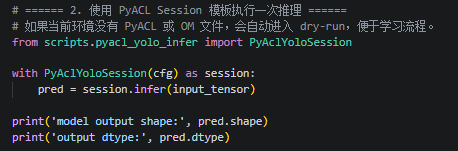 # ====== 2. 使用 PyACL Session 模板执行一次推理 ======
# 如果当前环境没有 PyACL 或 OM 文件，会自动进入 dry-run，便于学习流程。
from scripts.pyacl_yolo_infer import PyAclYoloSession
with PyAclYoloSession(cfg) as session:
    pred = session.infer(input_tensor)
print('model output shape:', pred.shape)
print('output dtype:', pred.dtype)